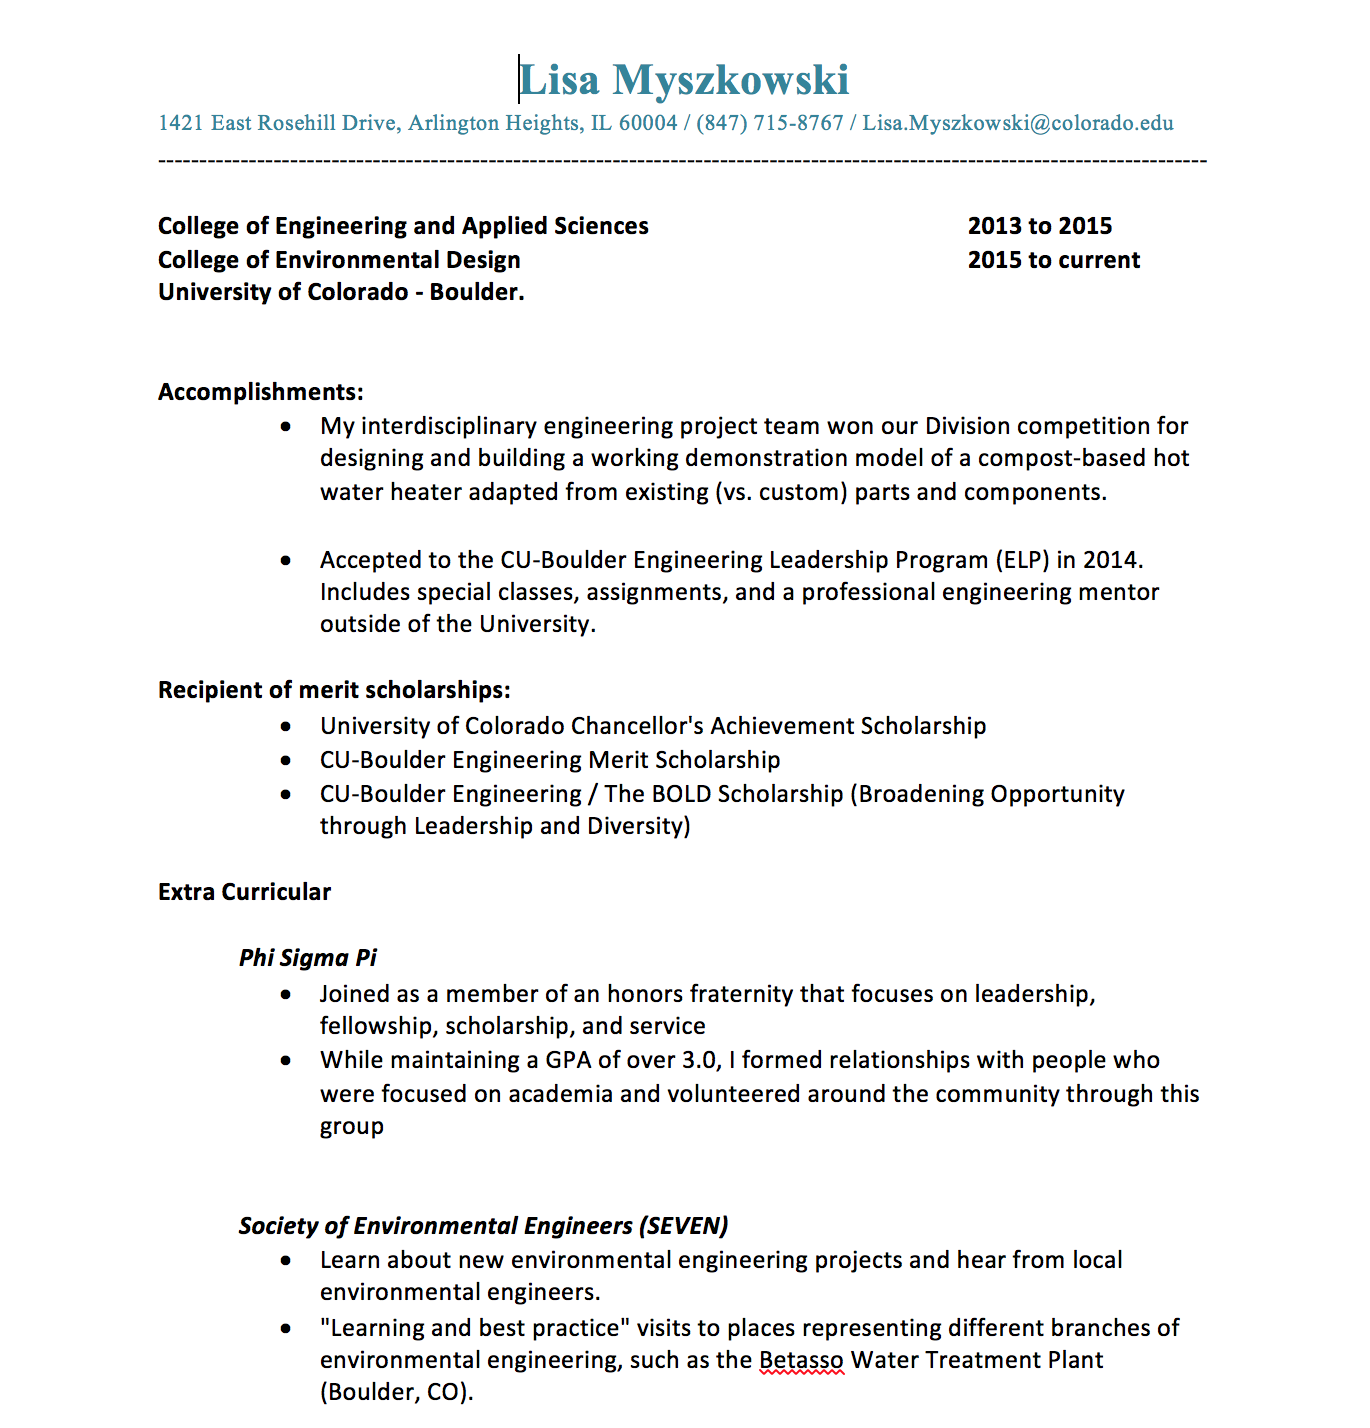 Lisa Myszkowski
1421 East Rosehill Drive, Arlington Heights, IL 60004 / (847) 715-8767 / Lisa.Myszkowski@colorado.edu
--------------------------------------------------------------------------------------------------------------------------------
College of Engineering and Applied Sciences 2013 to 2015
College of Environmental Design 2015 to current
University of Colorado - Boulder.
Accomplishments:
• My interdisciplinary engineering project team won our Division competition for
designing and building a working demonstration model of a compost-based hot
water heater adapted from existing (vs. custom) parts and components.
• Accepted to the CU-Boulder Engineering Leadership Program (ELP) in 2014.
Includes special classes, assignments, and a professional engineering mentor
outside of the University.
Recipient of merit scholarships:
• University of Colorado Chancellor's Achievement Scholarship
• CU-Boulder Engineering Merit Scholarship
• CU-Boulder Engineering / The BOLD Scholarship (Broadening Opportunity
through Leadership and Diversity)
Extra Curricular
Phi Sigma Pi
• Joined as a member of an honors fraternity that focuses on leadership,
fellowship, scholarship, and service
• While maintaining a GPA of over 3.0, I formed relationships with people who
were focused on academia and volunteered around the community through this
group
Society of Environmental Engineers (SEVEN)
• Learn about new environmental engineering projects and hear from local
environmental engineers.
• "Learning and best practice" visits to places representing different branches of
environmental engineering, such as the Betasso Water Treatment Plant
(Boulder, CO).